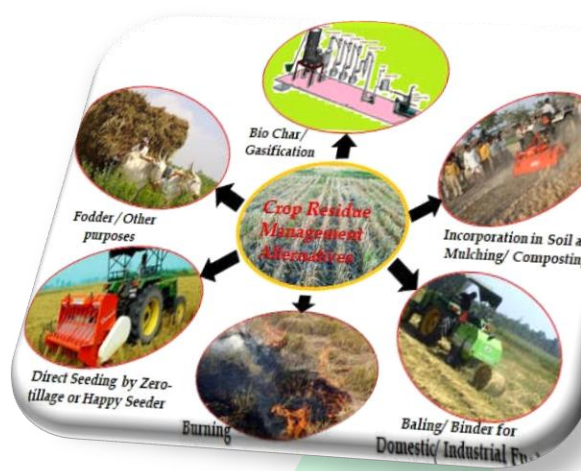 Bio Char/
Gasification
Fodder/ Other
purposes
Crop Residue
Management
Alternatives
Incorporation in Soil
Mulching/ Composting
Direct Seeding by Zero-
tillage or Happy Seeder
Burning
Baling/ Binder for
Domestic/ Industrial